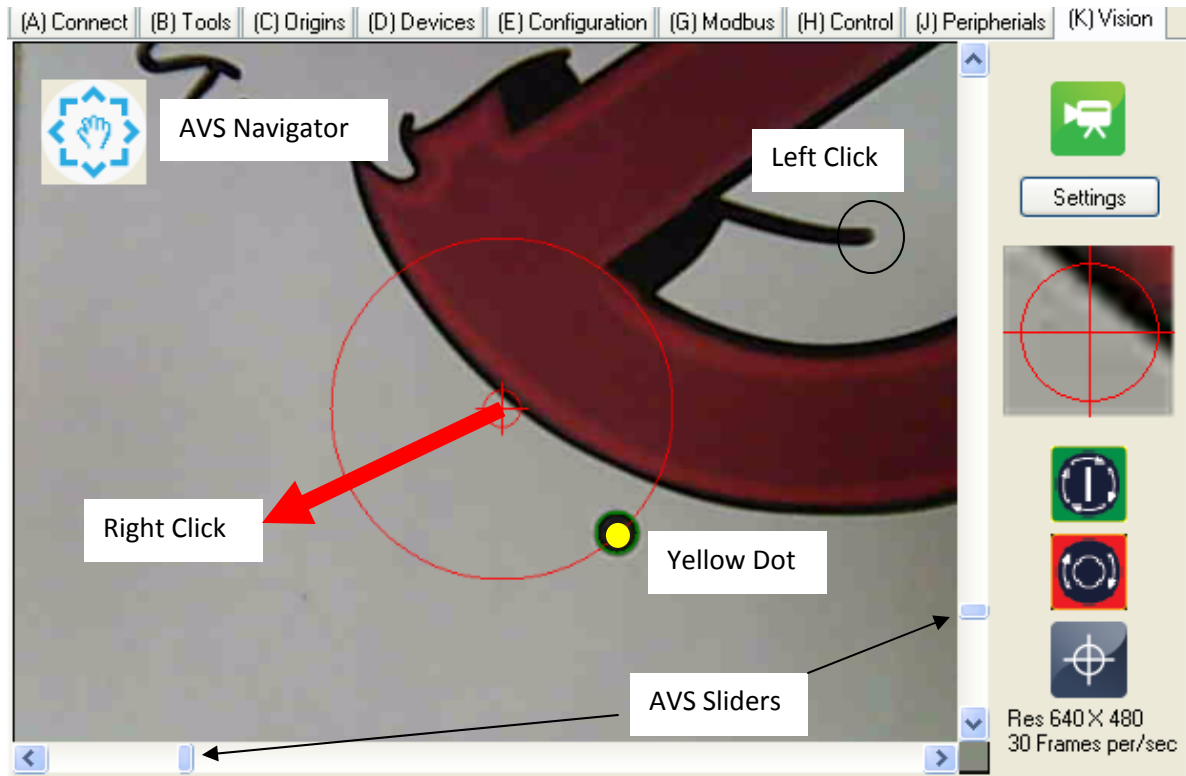 (A) Connect (B) Tools (C) Origins (D) Devices (E) Configuration (G) Modbus (H) Control (J) Peripherials (K) Vision
AVS Navigator
Left Click
Settings
Right Click
Yellow Dot
AVS Sliders
Res 640 X 480
30 Frames per/sec